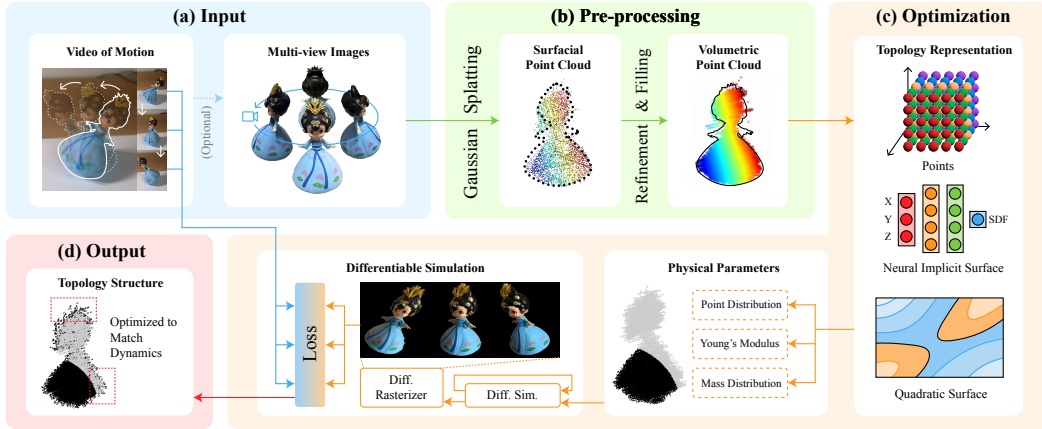 (a) Input
Video of Motion
(Optional)
Multi-view Images
(b) Pre-processing
Gaussian Splatting
Surfacial
Point Cloud
Refinement & Filling
Volumetric
Point Cloud
(c) Optimization
Topology Representation
Points
X
Y
Z
SDF
Neural Implicit Surface
Quadratic Surface
Physical Parameters
Point Distribution
Young's Modulus
Mass Distribution
Differentiable Simulation
Loss
Diff.
Rasterizer
Diff. Sim.
(d) Output
Topology Structure
Optimized to
Match
Dynamics